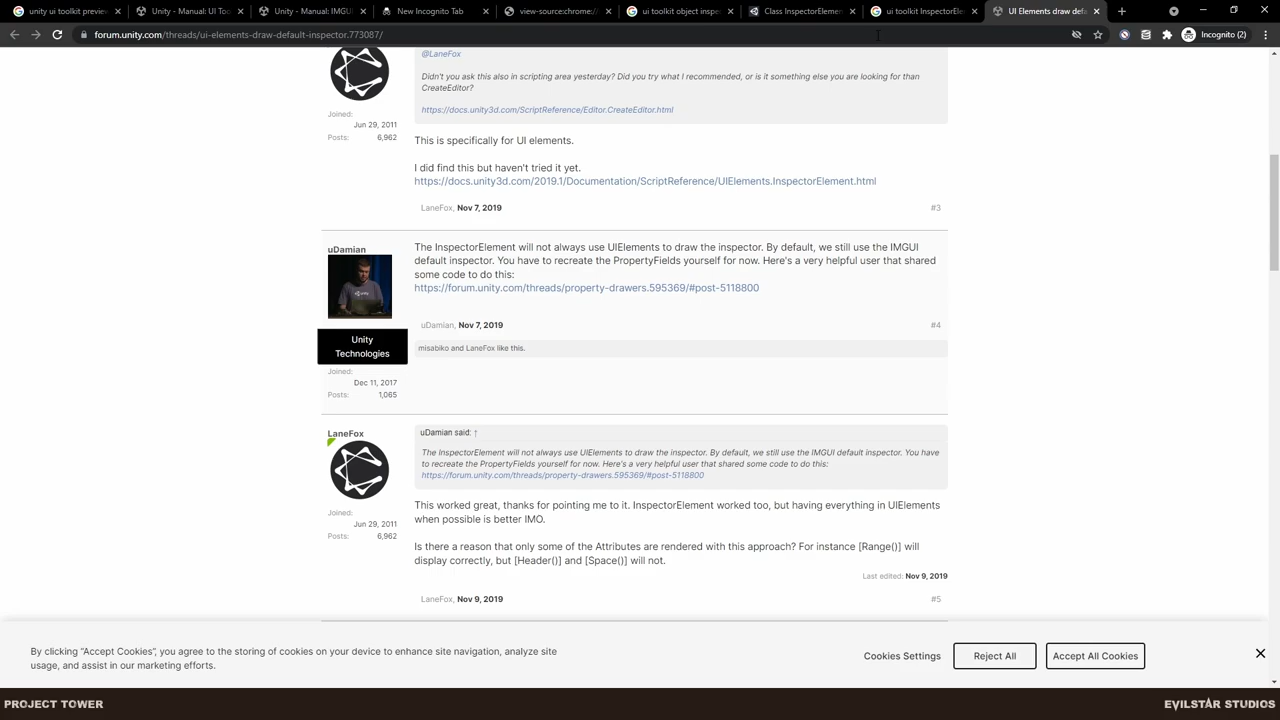 unity ui toolkit preview
Unity - Manual: UI Too
Unity - Manual: IMGUI
New Incognito Tab
view-source:chrome://
ui toolkit object inspe
Class InspectorElemen
ui toolkit InspectorEle
UI Elements draw defa
forum.unity.com/threads/ui-elements-draw-default-inspector.773087/
Incognito (2)
@LaneFox
Didn't you ask this also in scripting area yesterday? Did you try what I recommended, or is it something else you are looking for than
CreateEditor?
https://docs.unity3d.com/ScriptReference/Editor.CreateEditor.html
Joined:
Jun 29, 2011
Posts: 6,962
This is specifically for UI elements.
I did find this but haven't tried it yet.
https://docs.unity3d.com/2019.1/Documentation/ScriptReference/UIElements.InspectorElement.html
LaneFox, Nov 7, 2019 #3
uDamian
The InspectorElement will not always use UIElements to draw the inspector. By default, we still use the IMGUI
default inspector. You have to recreate the PropertyFields yourself for now. Here's a very helpful user that shared
some code to do this:
https://forum.unity.com/threads/property-drawers.595369/#post-5118800
uDamian, Nov 7, 2019 #4
Unity
Technologies
misabiko and LaneFox like this.
Joined:
Dec 11, 2017
Posts: 1,065
LaneFox
uDamian said: ↑
The InspectorElement will not always use UIElements to draw the inspector. By default, we still use the IMGUI default inspector. You have
to recreate the PropertyFields yourself for now. Here's a very helpful user that shared some code to do this:
https://forum.unity.com/threads/property-drawers.595369/#post-5118800
This worked great, thanks for pointing me to it. InspectorElement worked too, but having everything in UIElements
when possible is better IMO.
Joined:
Jun 29, 2011
Posts: 6,962
Is there a reason that only some of the Attributes are rendered with this approach? For instance [Range()] will
display correctly, but [Header()] and [Space()] will not.
Last edited: Nov 9, 2019
LaneFox, Nov 9, 2019 #5
By clicking “Accept Cookies”, you agree to the storing of cookies on your device to enhance site navigation, analyze site
usage, and assist in our marketing efforts.
Cookies Settings
Reject All
Accept All Cookies
PROJECT TOWER
EVILSTAR STUDIOS